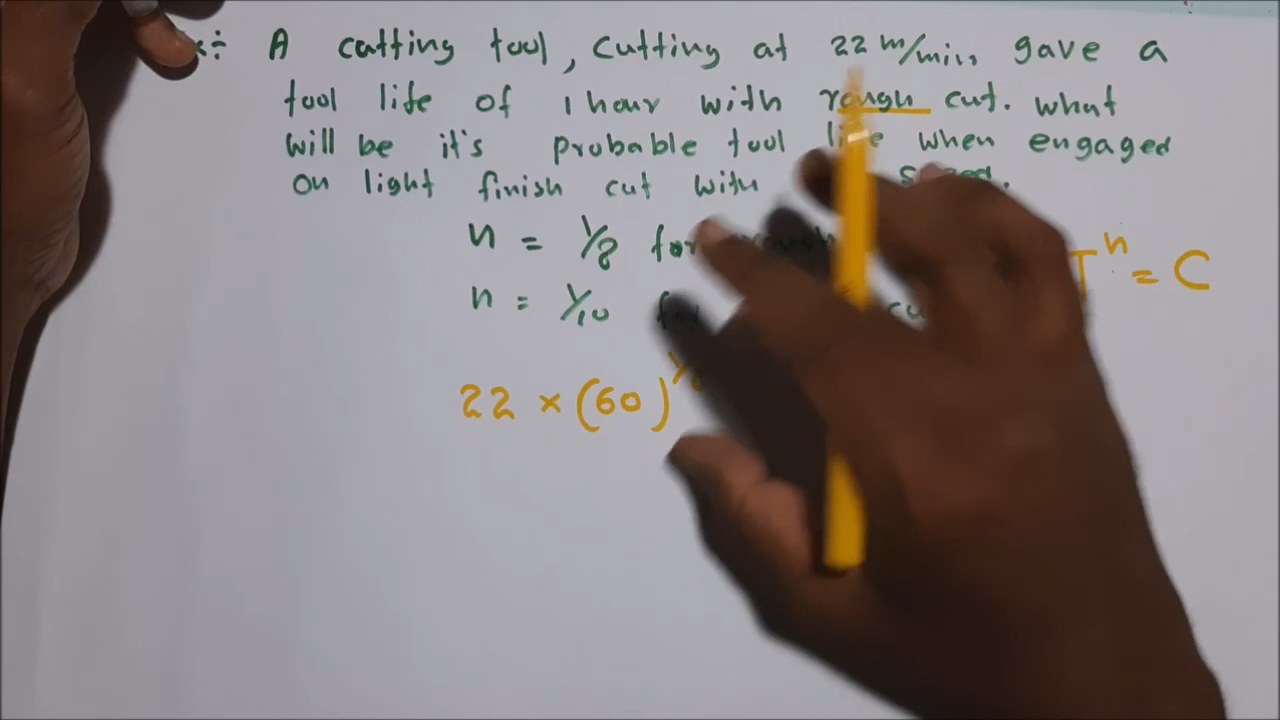 A cutting tool, cutting at 22 m/min, gave a
tool life of 1 hour with rough cut. what
will be it's probable tool life when engaged
on light finish cut with
n = 1/8 for
n = 1/10
T^n = C
22 × (60)